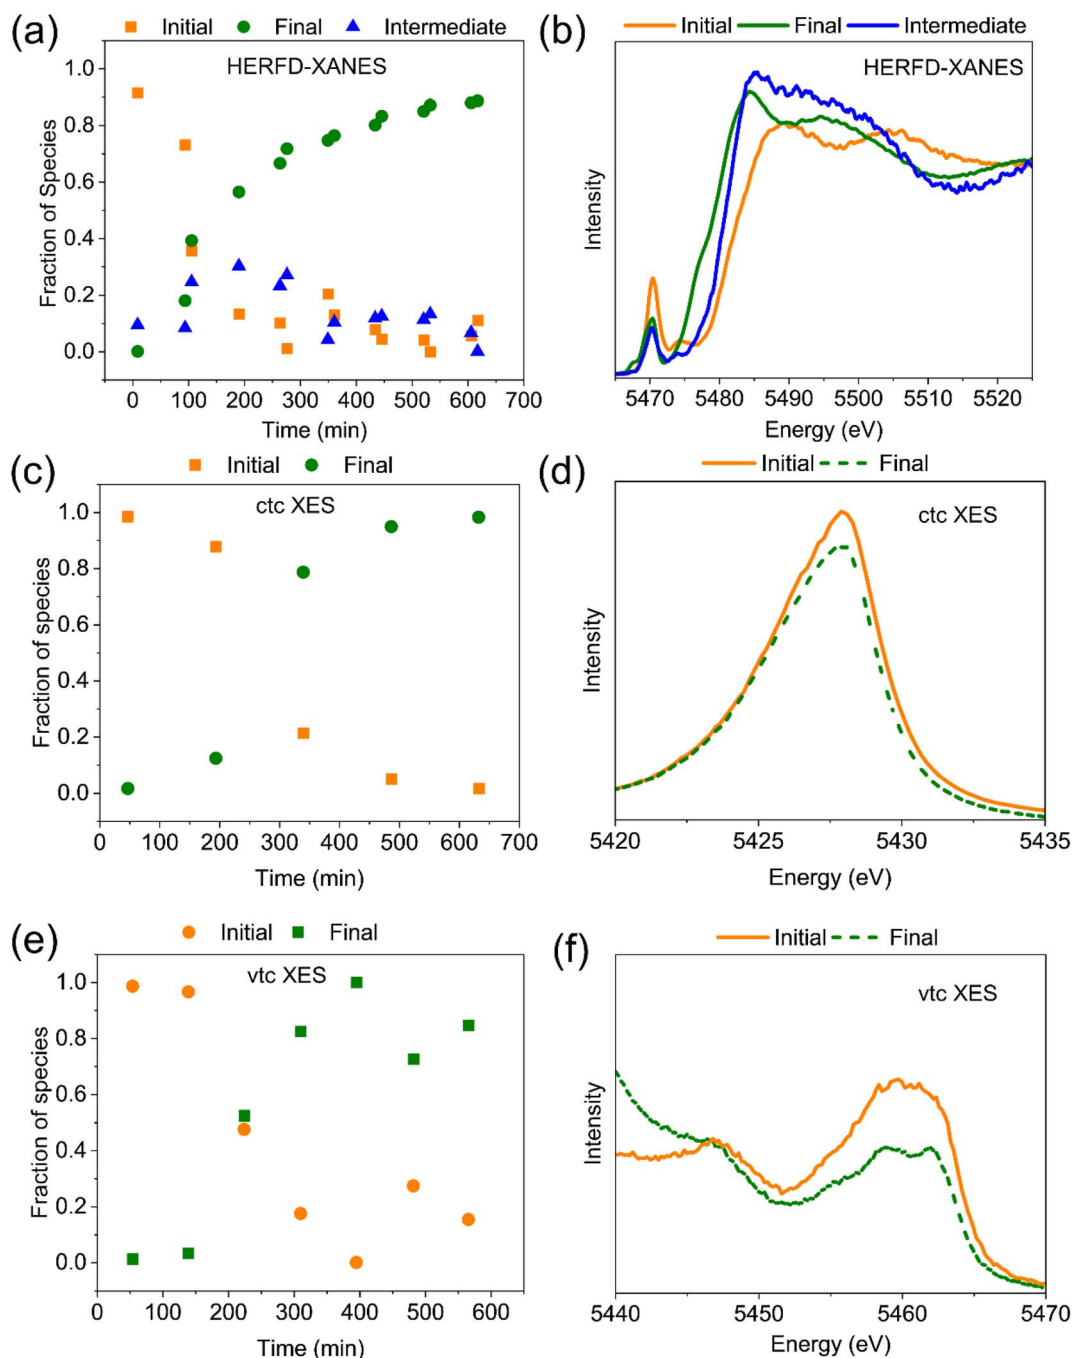 (a)
Initial Final Intermediate
HERFD-XANES
1.0
0.8
0.6
0.4
0.2
0.0
Fraction of Species
0 100 200 300 400 500 600 700
Time (min)
(b)
Initial Final Intermediate
HERFD-XANES
Intensity
5470 5480 5490 5500 5510 5520
Energy (eV)
(c)
Initial Final
ctc XES
1.0
0.8
0.6
0.4
0.2
0.0
Fraction of species
0 100 200 300 400 500 600 700
Time (min)
(d)
Initial Final
ctc XES
Intensity
5420 5425 5430 5435
Energy (eV)
(e)
Initial Final
vtc XES
1.0
0.8
0.6
0.4
0.2
0.0
Fraction of species
0 100 200 300 400 500 600
Time (min)
(f)
Initial Final
vtc XES
Intensity
5440 5450 5460 5470
Energy (eV)